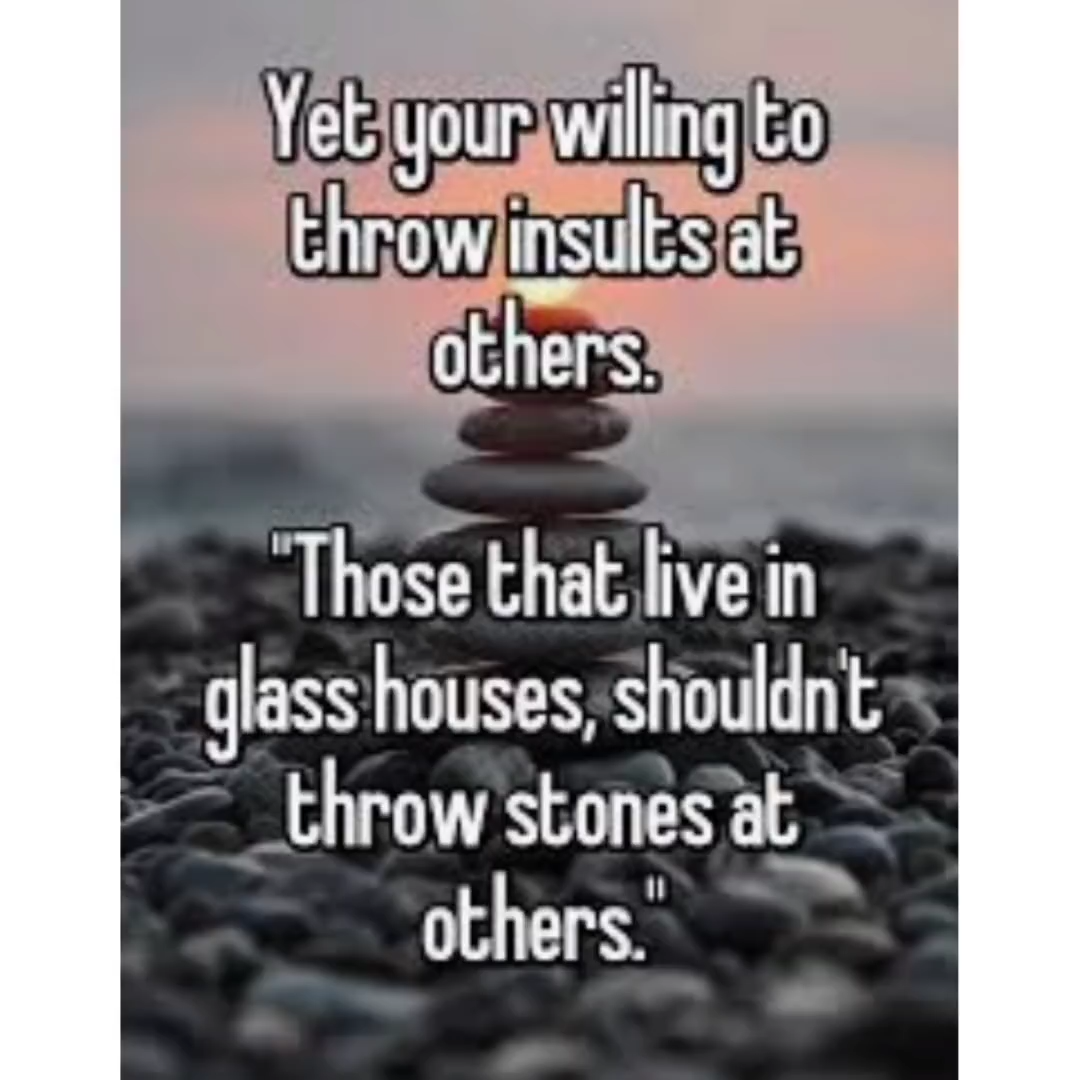 Yet your willing to
throw insults at
others.
"Those that live in
glass houses, shouldn't
throw stones at
others."